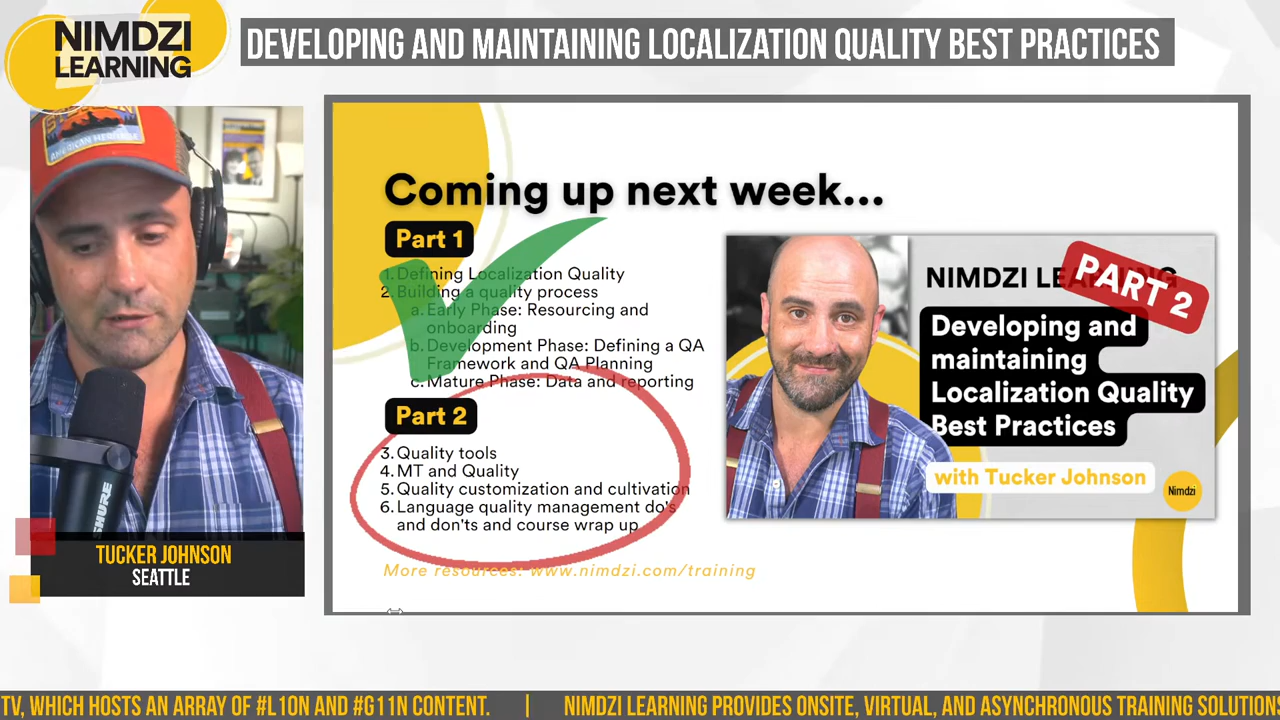 NIMDZI
LEARNING
DEVELOPING AND MAINTAINING LOCALIZATION QUALITY BEST PRACTICES
AMERICAN HERITAGE
SHURE
TUCKER JOHNSON
SEATTLE
Coming up next week...
Part 1
1. Defining Localization Quality
2. Building a quality process
a. Early Phase: Resourcing and
onboarding
b. Development Phase: Defining a QA
Framework and QA Planning
c. Mature Phase: Data and reporting
Part 2
3. Quality tools
4. MT and Quality
5. Quality customization and cultivation
6. Language quality management do's
and don'ts and course wrap up
More resources: www.nimdzi.com/training
NIMDZI LEARNING
PART 2
Developing and
maintaining
Localization Quality
Best Practices
with Tucker Johnson
Nimdzi
TV, WHICH HOSTS AN ARRAY OF #L10N AND #G11N CONTENT. | NIMDZI LEARNING PROVIDES ONSITE, VIRTUAL, AND ASYNCHRONOUS TRAINING SOLUTIONS